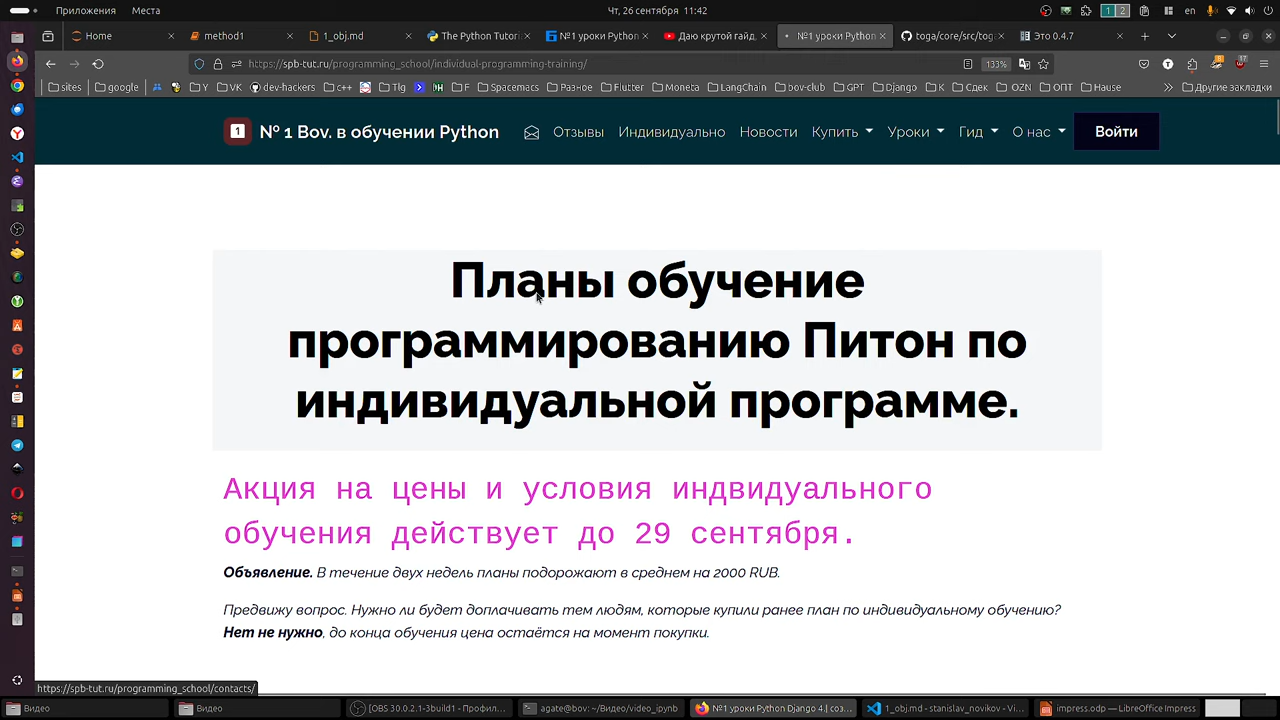 Приложения Места Чт, 26 сентября 11:42 1 2 en
Home method1 1_obj.md The Python Tutori №1 уроки Python Даю крутой гайд, №1 уроки Python toga/core/src/tog Это 0.4.7
https://spb-tut.ru/programming_school/individual-programming-training/ 133%
sites google Y VK dev-hackers c++ Tlg F Spacemacs Разное Flutter Moneca LangChain bov-club GPT Django K Сдек OZN ОПТ Hause Другие закладки
1 № 1 Bov. в обучении Python Отзывы Индивидуально Новости Купить Уроки Гид О нас Войти
Планы обучение
программированию Питон по
индивидуальной программе.
Акция на цены и условия индвидуального
обучения действует до 29 сентября.
Объявление. В течение двух недель планы подорожают в среднем на 2000 RUB.
Предвижу вопрос. Нужно ли будет доплачивать тем людям, которые купили ранее план по индивидуальному обучению?
Нет не нужно, до конца обучения цена остаётся на момент покупки.
https://spb-tut.ru/programming_school/contacts/
Видео Видео [OBS 30.0.2.1-3build1 - Профил... agate@bov: ~/Видео/video_ipynb №1 уроки Python Django 4.| соз... 1_obj.md - stanislav_novikov - Vi... impress.odp — LibreOffice Impress